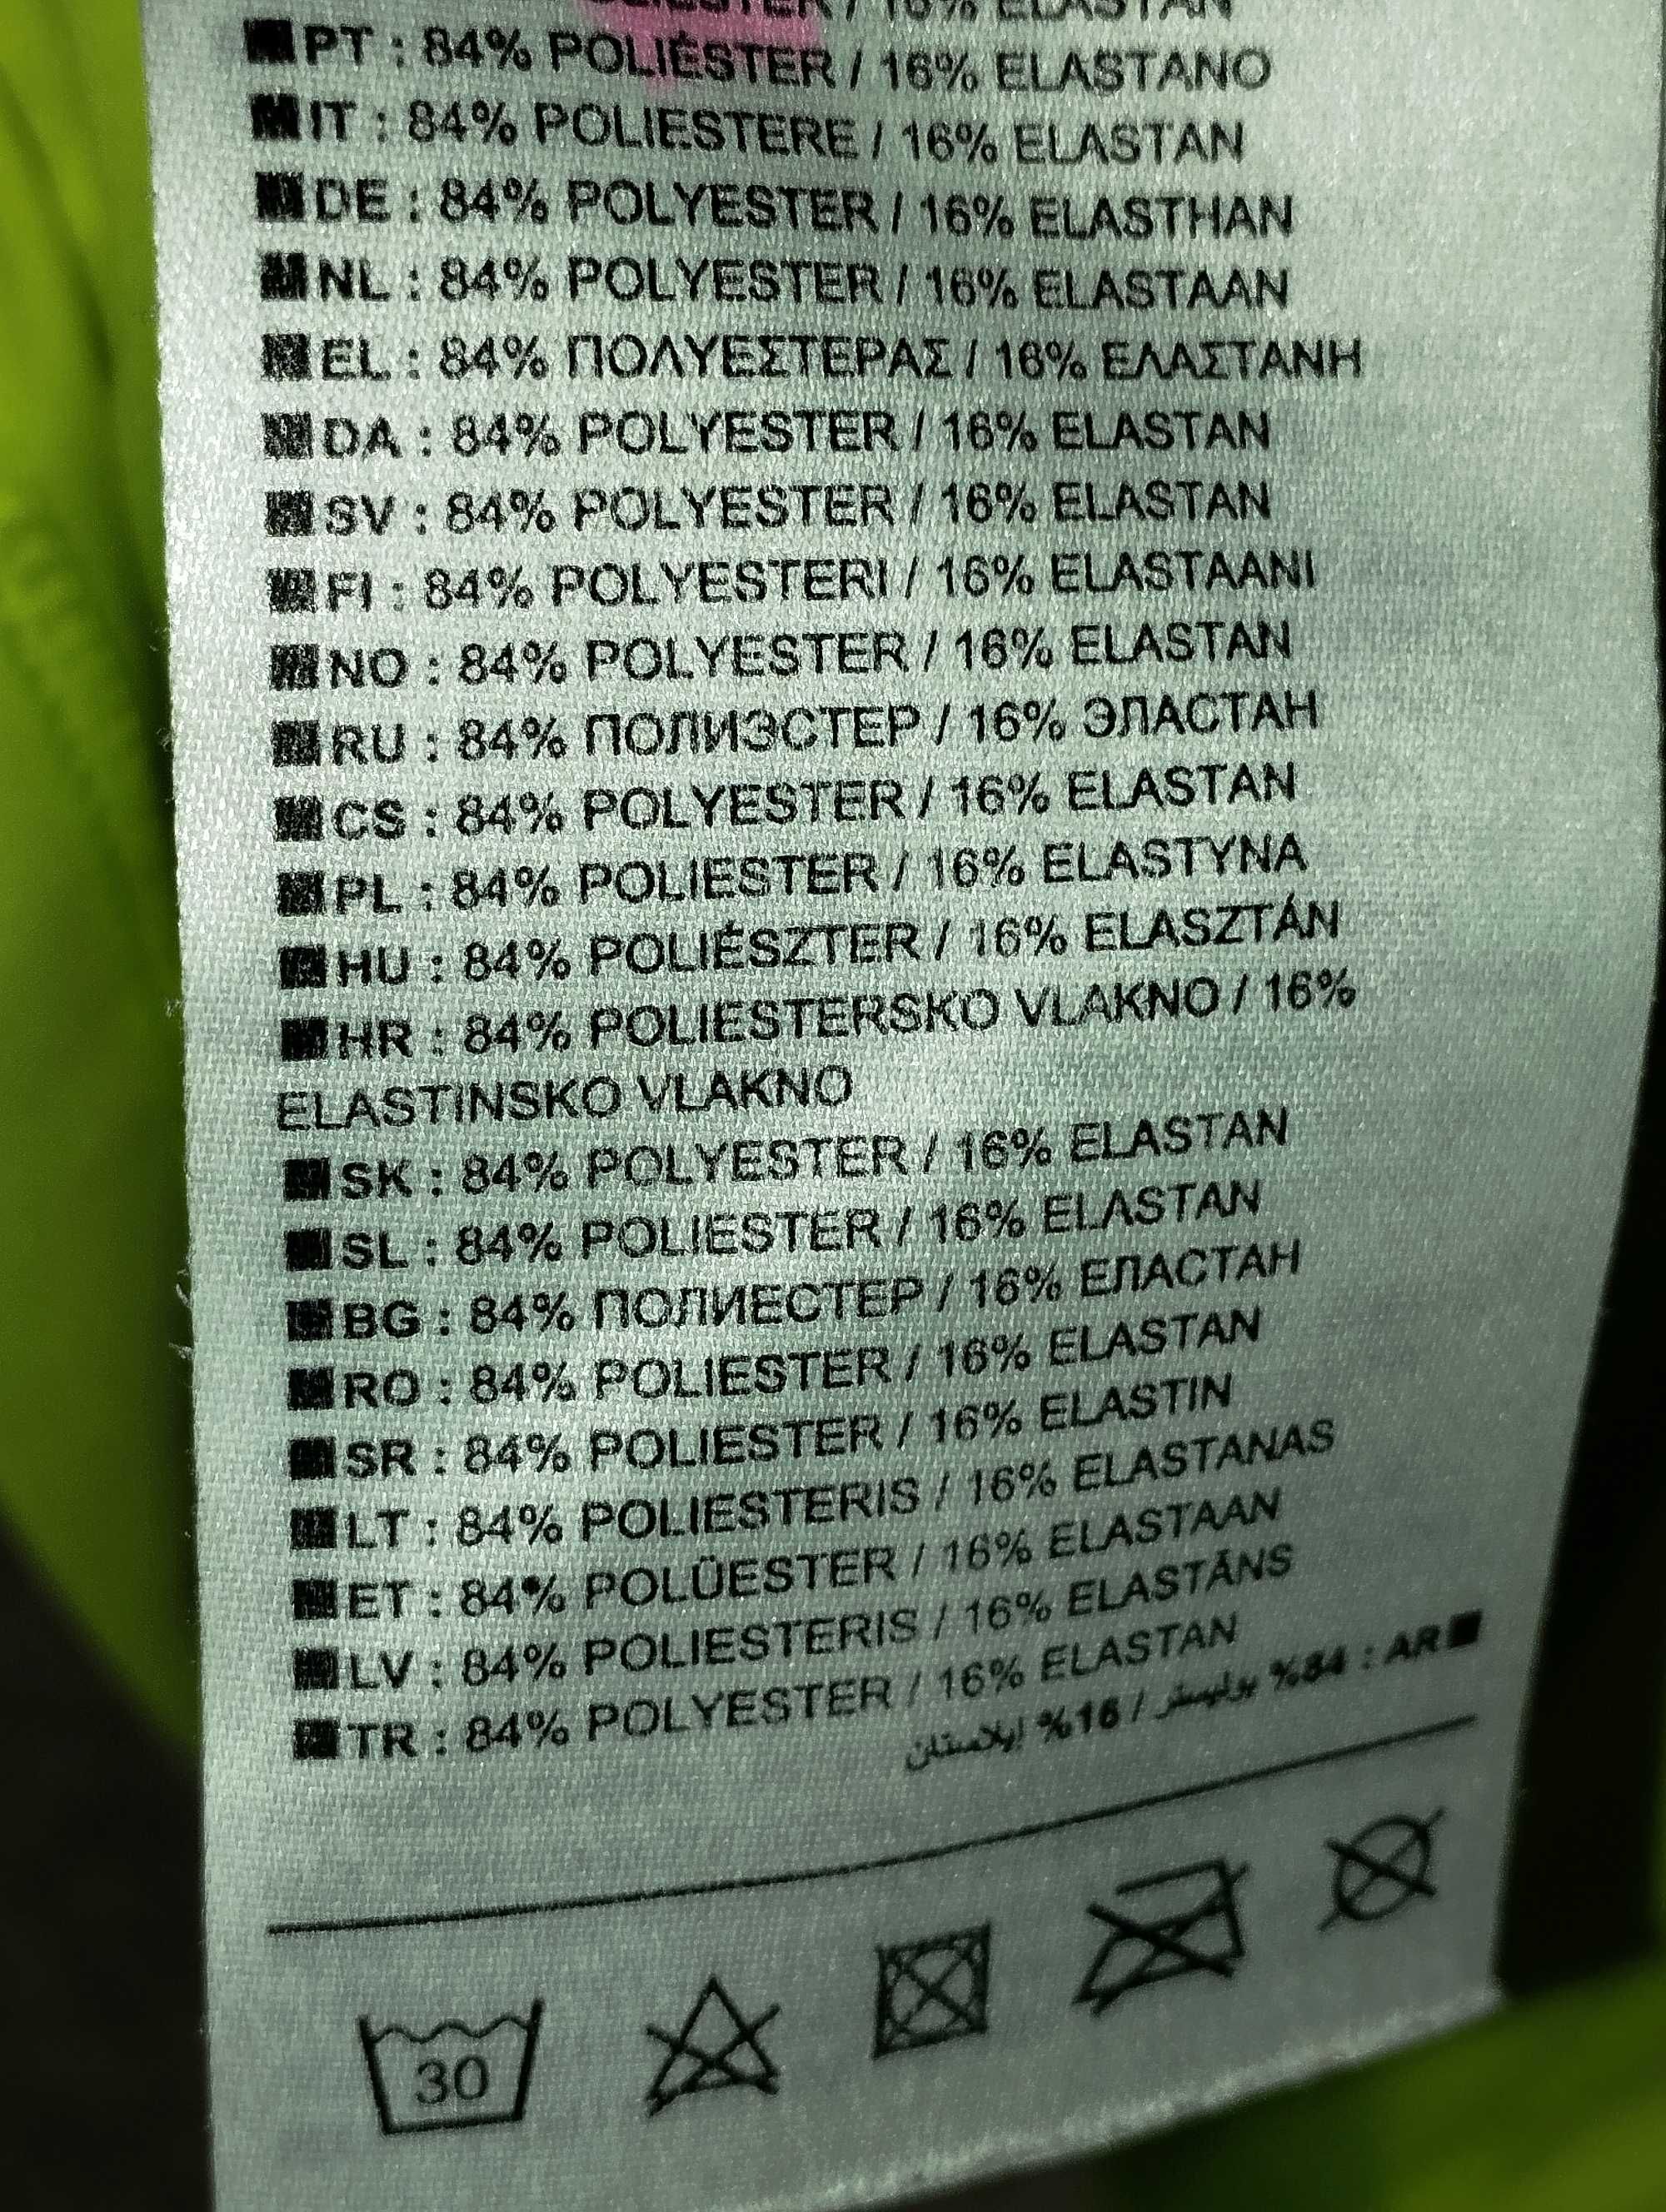 POLIESTER / 16% ELASTAN
PT : 84% POLIÉSTER / 16% ELASTANO
IT : 84% POLIESTERE / 16% ELASTAN
DE : 84% POLYESTER / 16% ELASTHAN
NL : 84% POLYESTER / 16% ELASTAAN
EL : 84% ΠΟΛΥΕΣΤΕΡΑΣ / 16% ΕΛΑΣΤΑΝΗ
DA : 84% POLYESTER / 16% ELASTAN
SV : 84% POLYESTER / 16% ELASTAN
FI : 84% POLYESTERI / 16% ELASTAANI
NO : 84% POLYESTER / 16% ELASTAN
RU : 84% ПОЛИЭСТЕР / 16% ЭЛАСТАН
CS : 84% POLYESTER / 16% ELASTAN
PL : 84% POLIESTER / 16% ELASTYNA
HU : 84% POLIÉSZTER / 16% ELASZTÁN
HR : 84% POLIESTERSKO VLAKNO / 16%
ELASTINSKO VLAKNO
SK : 84% POLYESTER / 16% ELASTAN
SL : 84% POLIESTER / 16% ELASTAN
BG : 84% ПОЛИЕСТЕР / 16% ЕЛАСТАН
RO : 84% POLIESTER / 16% ELASTAN
SR : 84% POLIESTER / 16% ELASTIN
LT : 84% POLIESTERIS / 16% ELASTANAS
ET : 84% POLÜESTER / 16% ELASTAAN
LV : 84% POLIESTERIS / 16% ELASTĀNS
TR : 84% POLYESTER / 16% ELASTAN
AR : 84% بوليستر / 16% إيلاستان
30